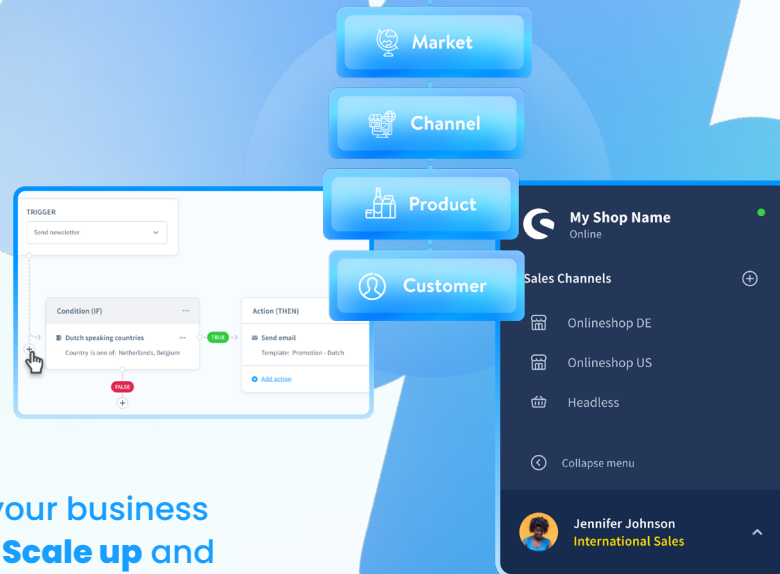 Market
Channel
Product
Customer
TRIGGER
Send newsletter
Condition (IF)
Dutch speaking countries
Country is one of: Netherlands, Belgium
TRUE
FALSE
Action (THEN)
Send email
Template: Promotion - Dutch
Add action
My Shop Name
Online
Sales Channels
Onlineshop DE
Onlineshop US
Headless
Collapse menu
Jennifer Johnson
International Sales
your business
Scale up and